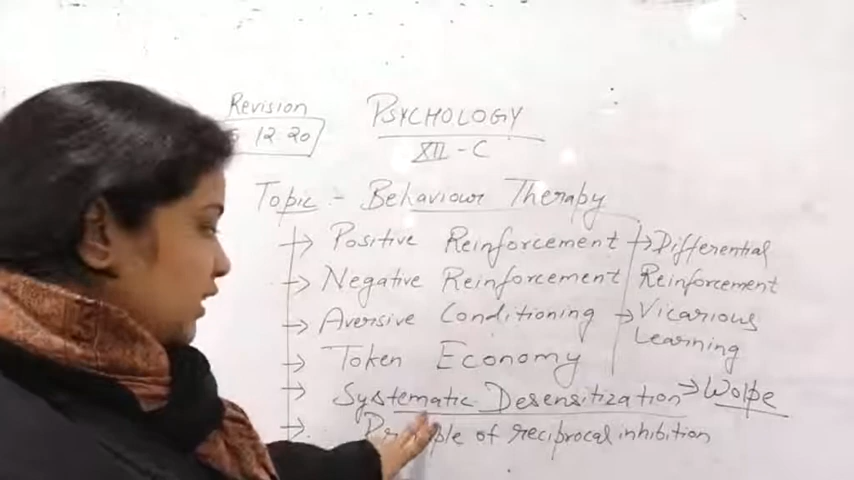 Revision
12 20
PSYCHOLOGY
XII - C
Topic :- Behaviour Therapy
→ Positive Reinforcement → Differential
→ Negative Reinforcement Reinforcement
→ Aversive Conditioning → Vicarious
Learning
→ Token Economy
→ Systematic Desensitization → Wolpe
→ of reciprocal inhibition